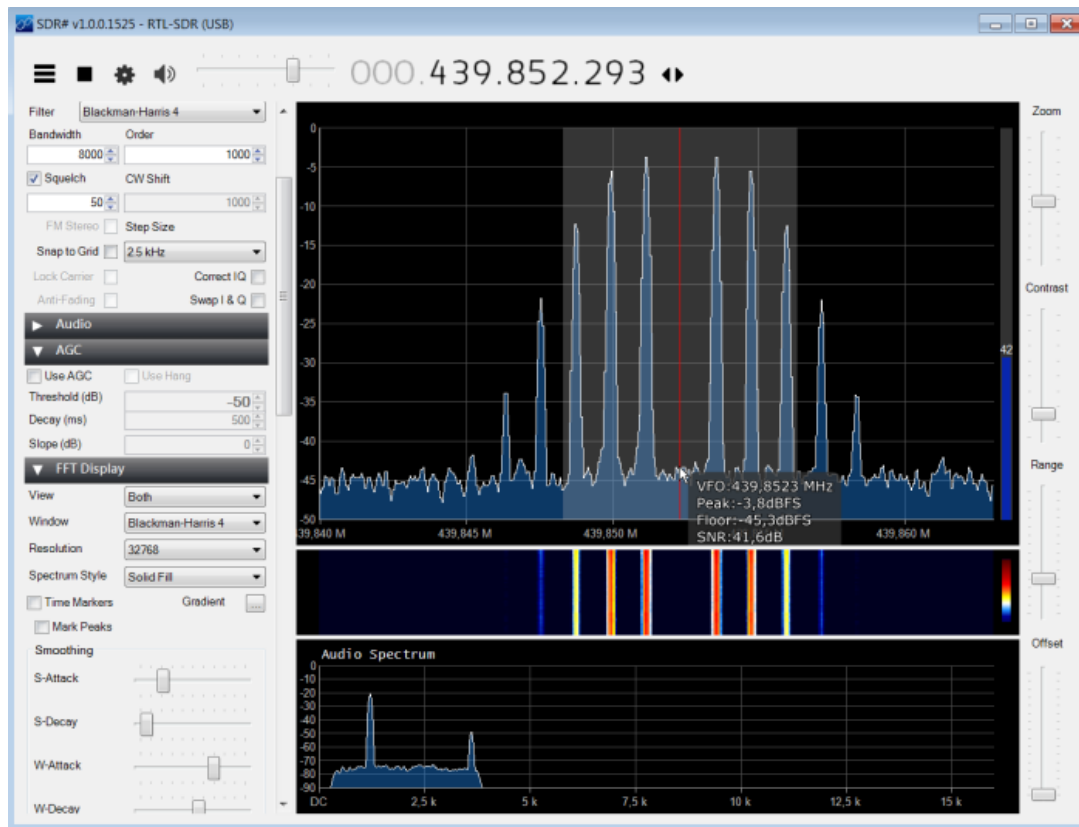 SDR# v1.0.0.1525 - RTL-SDR (USB)
000.439.852.293
Filter Blackman-Harris 4
Bandwidth Order
8000 1000
Squelch CW Shift
50 1000
FM Stereo Step Size
Snap to Grid 2.5 kHz
Lock Carrier Correct IQ
Anti-Fading Swap I & Q
Audio
AGC
Use AGC Use Hang
Threshold (dB) -50
Decay (ms) 500
Slope (dB) 0
FFT Display
View Both
Window Blackman-Harris 4
Resolution 32768
Spectrum Style Solid Fill
Time Markers Gradient ...
Mark Peaks
Smoothing
S-Attack
S-Decay
W-Attack
W-Decay
0
-5
-10
-15
-20
-25
-30
-35
-40
-45
-50
39,840 M 439,845 M 439,850 M 439,860 M
VFO:439,8523 MHz
Peak:-3,8dBFS
Floor:-45,3dBFS
SNR:41,6dB
42
Audio Spectrum
0
-10
-20
-30
-40
-50
-60
-70
-80
-90
DC 2,5 k 5 k 7,5 k 10 k 12,5 k 15 k
Zoom
Contrast
Range
Offset